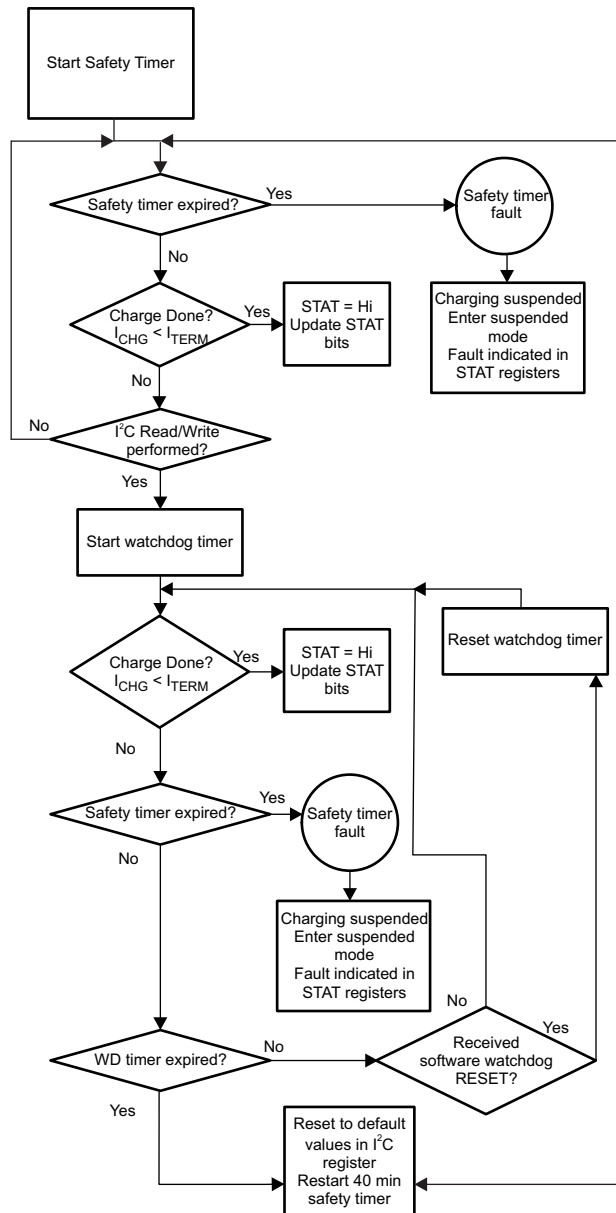 Start Safety Timer
Safety timer expired?
Yes
Safety timer
fault
No
Charging suspended
Enter suspended
mode
Fault indicated in
STAT registers
Charge Done?
I_CHG < I_TERM
Yes
STAT = Hi
Update STAT
bits
No
I²C Read/Write
performed?
No
Yes
Start watchdog timer
Reset watchdog timer
Charge Done?
I_CHG < I_TERM
Yes
STAT = Hi
Update STAT
bits
No
Safety timer expired?
Yes
Safety timer
fault
No
Charging suspended
Enter suspended
mode
Fault indicated in
STAT registers
WD timer expired?
No
Received
software watchdog
RESET?
No
Yes
Yes
Reset to default
values in I²C
register
Restart 40 min
safety timer